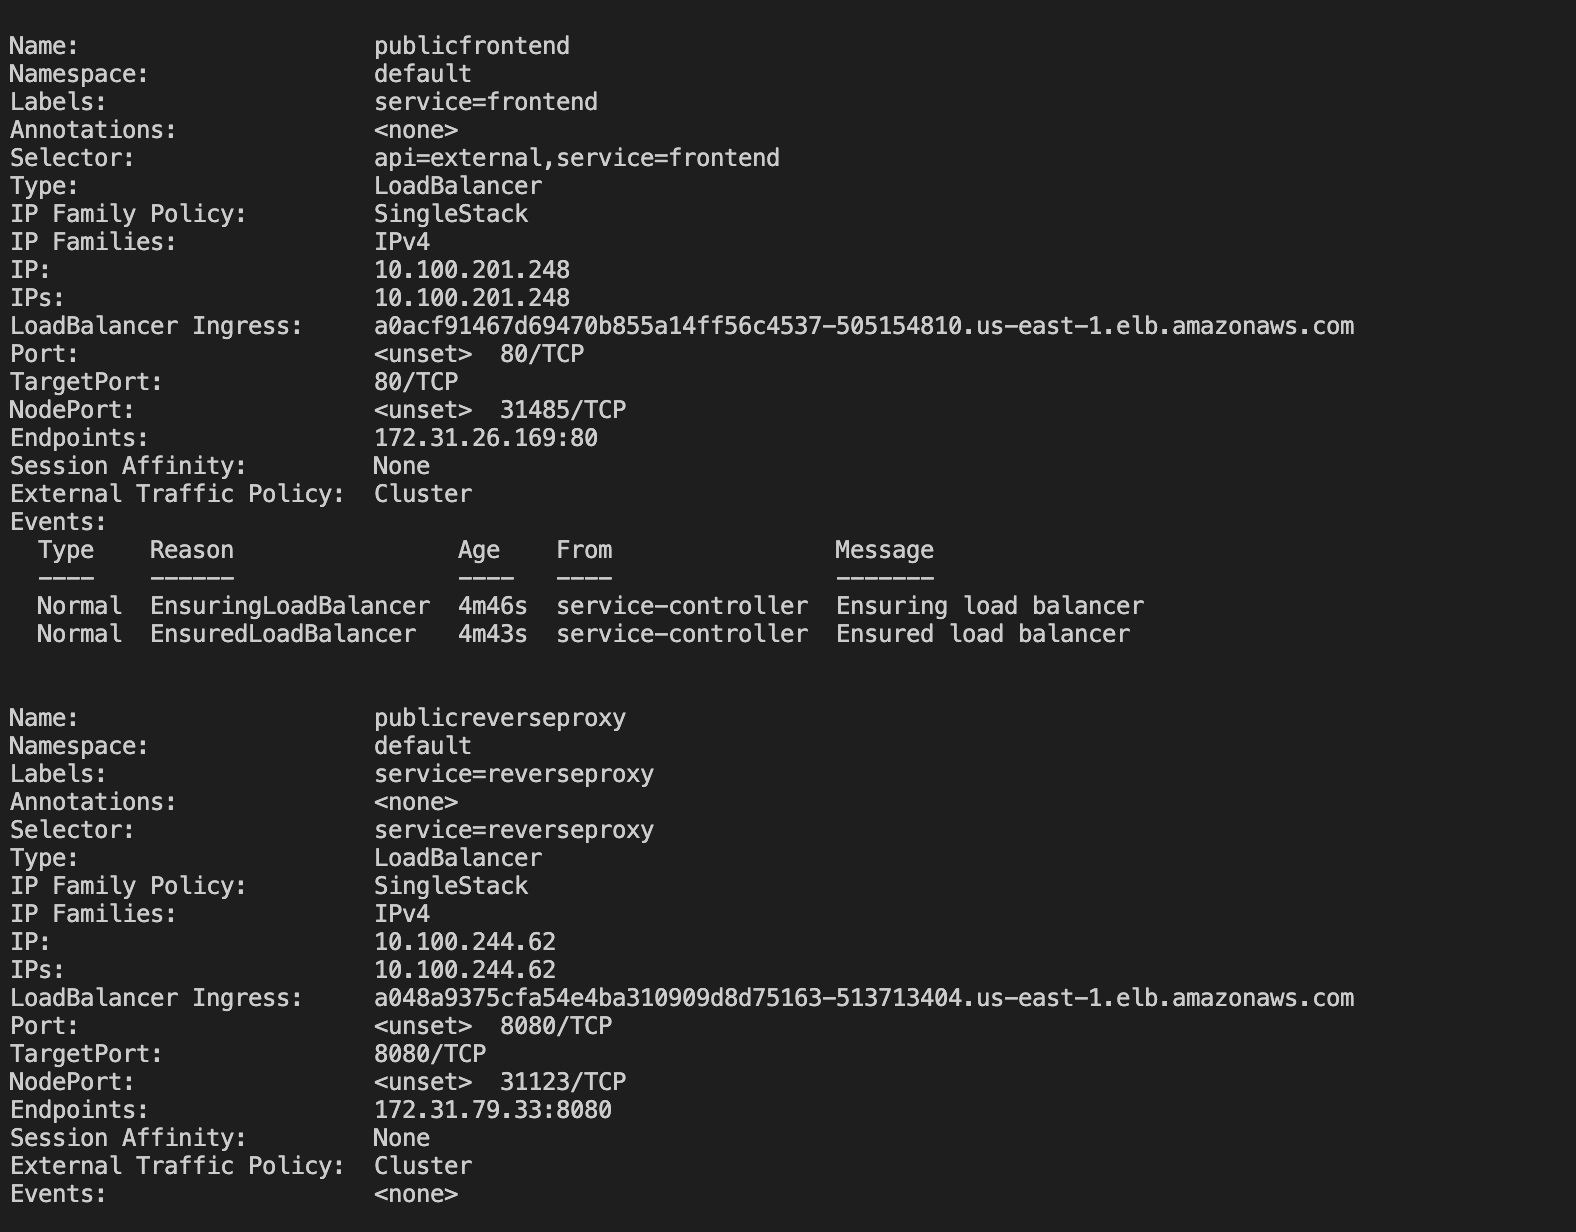 Name: publicfrontend
Namespace: default
Labels: service=frontend
Annotations: <none>
Selector: api=external,service=frontend
Type: LoadBalancer
IP Family Policy: SingleStack
IP Families: IPv4
IP: 10.100.201.248
IPs: 10.100.201.248
LoadBalancer Ingress: a0acf91467d69470b855a14ff56c4537-505154810.us-east-1.elb.amazonaws.com
Port: <unset> 80/TCP
TargetPort: 80/TCP
NodePort: <unset> 31485/TCP
Endpoints: 172.31.26.169:80
Session Affinity: None
External Traffic Policy: Cluster
Events:
Type Reason Age From Message
---- ------ ---- ---- -------
Normal EnsuringLoadBalancer 4m46s service-controller Ensuring load balancer
Normal EnsuredLoadBalancer 4m43s service-controller Ensured load balancer
Name: publicreverseproxy
Namespace: default
Labels: service=reverseproxy
Annotations: <none>
Selector: service=reverseproxy
Type: LoadBalancer
IP Family Policy: SingleStack
IP Families: IPv4
IP: 10.100.244.62
IPs: 10.100.244.62
LoadBalancer Ingress: a048a9375cfa54e4ba310909d8d75163-513713404.us-east-1.elb.amazonaws.com
Port: <unset> 8080/TCP
TargetPort: 8080/TCP
NodePort: <unset> 31123/TCP
Endpoints: 172.31.79.33:8080
Session Affinity: None
External Traffic Policy: Cluster
Events: <none>